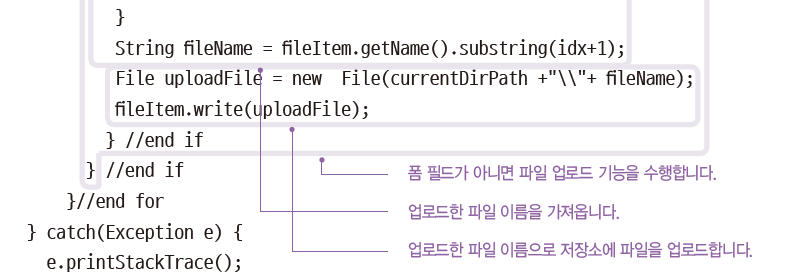 }
String fileName = fileItem.getName().substring(idx+1);
File uploadFile = new  File(currentDirPath +"\\"+ fileName);
fileItem.write(uploadFile);
} //end if
} //end if
폼 필드가 아니면 파일 업로드 기능을 수행합니다.
}//end for
업로드한 파일 이름을 가져옵니다.
} catch(Exception e) {
업로드한 파일 이름으로 저장소에 파일을 업로드합니다.
e.printStackTrace();